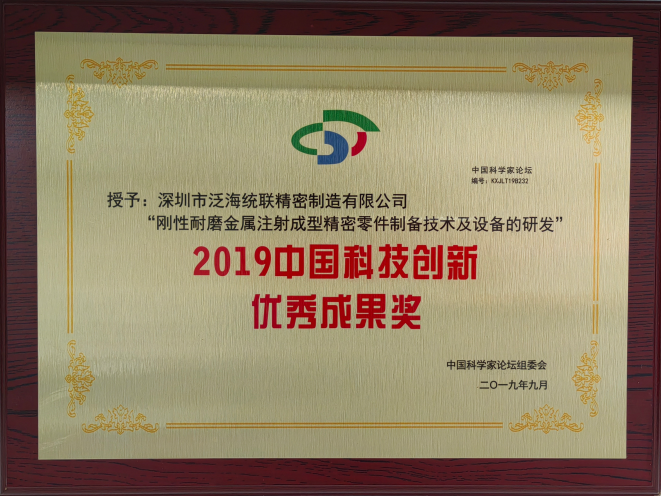 中国科学家论坛
编号：KXJLT19B232
授予：深圳市泛海统联精密制造有限公司
“刚性耐磨金属注射成型精密零件制备技术及设备的研发”
2019中国科技创新
优秀成果奖
中国科学家论坛组委会
二〇一九年九月